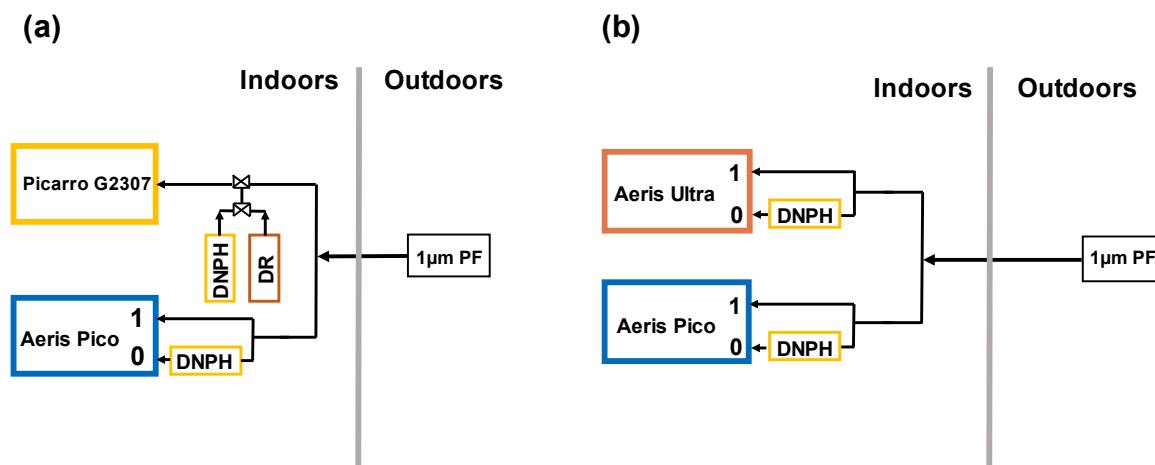 (a)
Indoors
Outdoors
Picarro G2307
DNPH
DR
1µm PF
Aeris Pico
1
0
DNPH
(b)
Indoors
Outdoors
Aeris Ultra
1
0
DNPH
1µm PF
Aeris Pico
1
0
DNPH